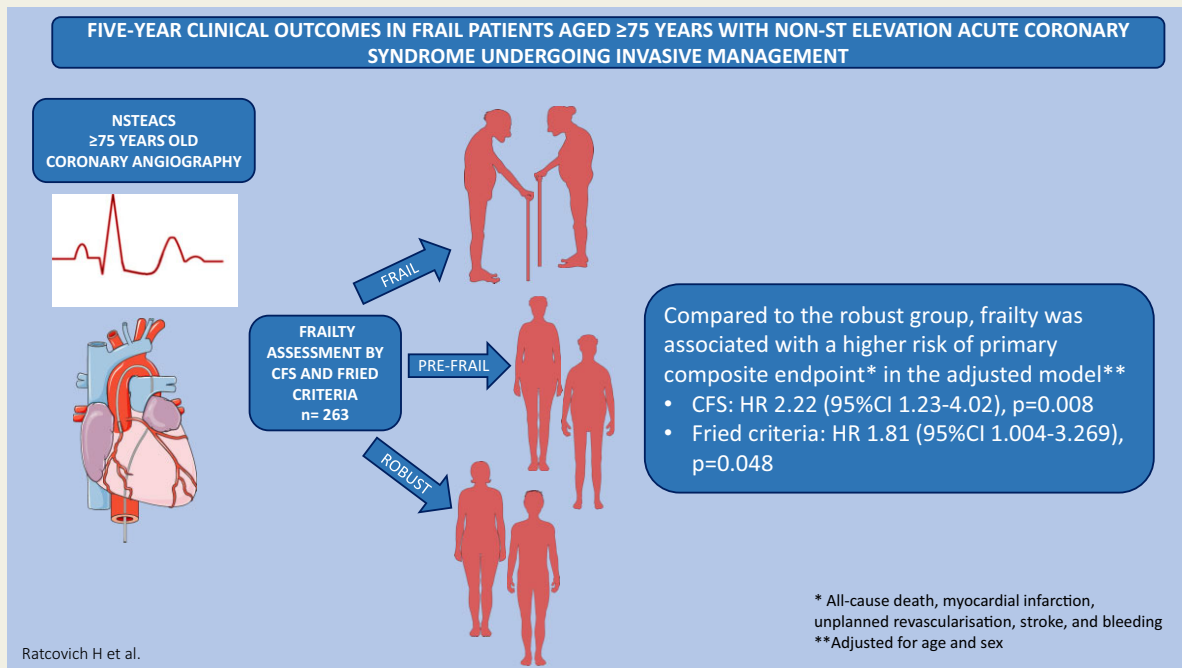 FIVE-YEAR CLINICAL OUTCOMES IN FRAIL PATIENTS AGED ≥75 YEARS WITH NON-ST ELEVATION ACUTE CORONARY
SYNDROME UNDERGOING INVASIVE MANAGEMENT
NSTEACS
≥75 YEARS OLD
CORONARY ANGIOGRAPHY
FRAILTY
ASSESSMENT BY
CFS AND FRIED
CRITERIA
n= 263
FRAIL
PRE-FRAIL
ROBUST
Compared to the robust group, frailty was
associated with a higher risk of primary
composite endpoint* in the adjusted model**
• CFS: HR 2.22 (95%CI 1.23-4.02), p=0.008
• Fried criteria: HR 1.81 (95%CI 1.004-3.269),
p=0.048
* All-cause death, myocardial infarction,
unplanned revascularisation, stroke, and bleeding
**Adjusted for age and sex
Ratcovich H et al.